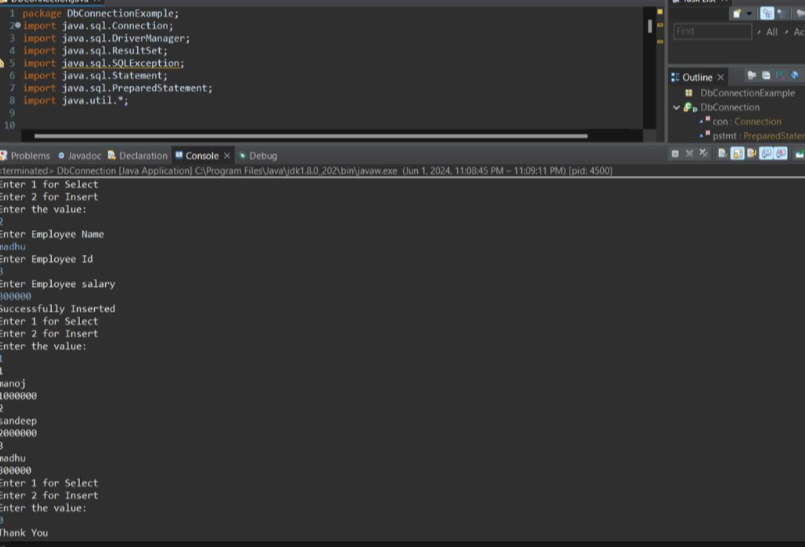 1 package DbConnectionExample;
2 import java.sql.Connection;
3 import java.sql.DriverManager;
4 import java.sql.ResultSet;
5 import java.sql.SQLException;
6 import java.sql.Statement;
7 import java.sql.PreparedStatement;
8 import java.util.*;
9
10
Find
All
Ac
Outline
DbConnectionExample
DbConnection
con : Connection
pstmt : PreparedStater
Problems Javadoc Declaration Console Debug
<terminated> DbConnection [Java Application] C:\Program Files\Java\jdk1.8.0_202\bin\javaw.exe (Jun 1, 2024, 11:08:45 PM – 11:09:11 PM) [pid: 4500]
Enter 1 for Select
Enter 2 for Insert
Enter the value:
2
Enter Employee Name
madhu
Enter Employee Id
3
Enter Employee salary
300000
Successfully Inserted
Enter 1 for Select
Enter 2 for Insert
Enter the value:
1
1
manoj
1000000
2
sandeep
2000000
3
madhu
300000
Enter 1 for Select
Enter 2 for Insert
Enter the value:
0
Thank You